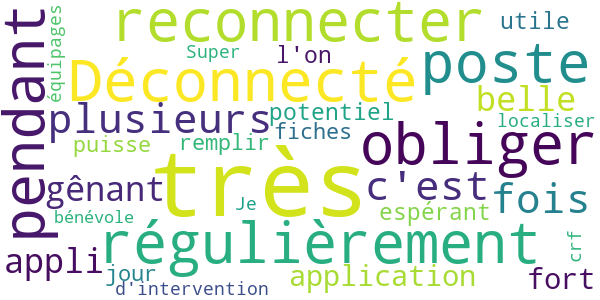 reconnecter
utile
Super
l'on
poste
Déconnecté
équipages
pendant
belle
plusieurs
potentiel
localiser
fiches
obliger
puisse
remplir
très
c'est
gênant
fois
Je
espérant
bénévole
régulièrement
crf
appli
jour
application
fort
d'intervention